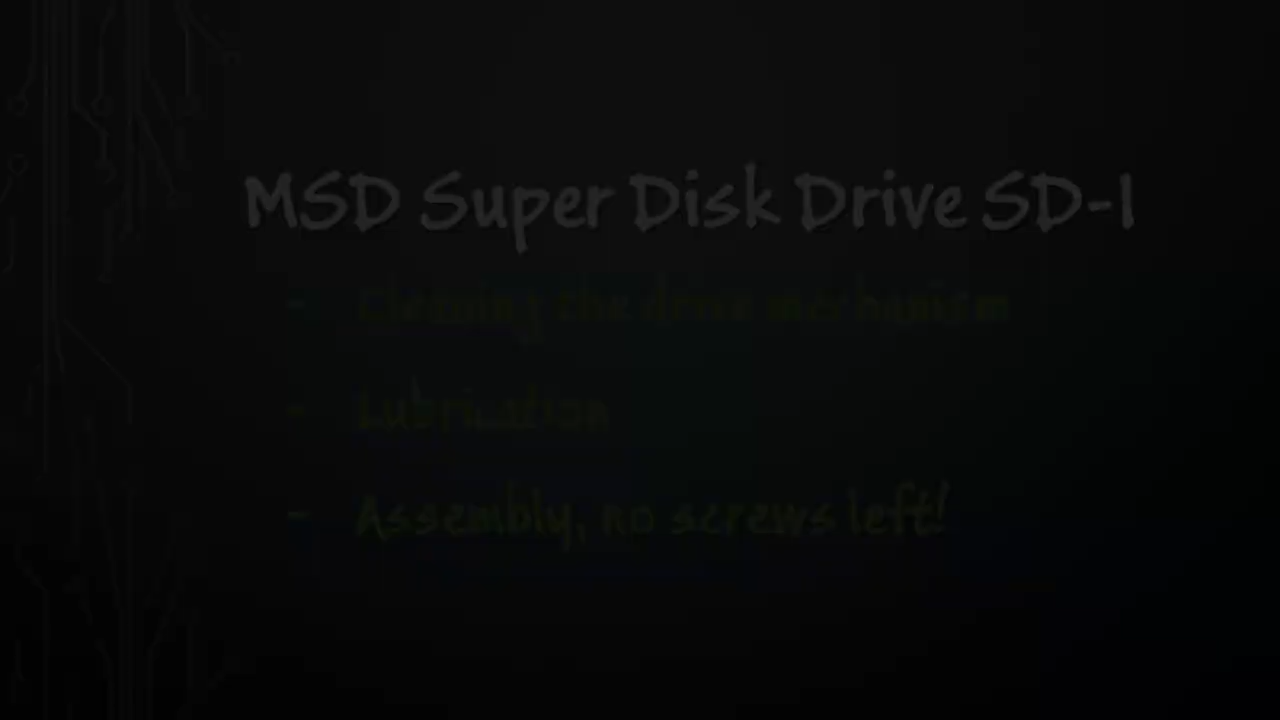 MSD Super Disk Drive SD-1
- Cleaning the drive mechanism
- Lubrication
- Assembly, no screws left!